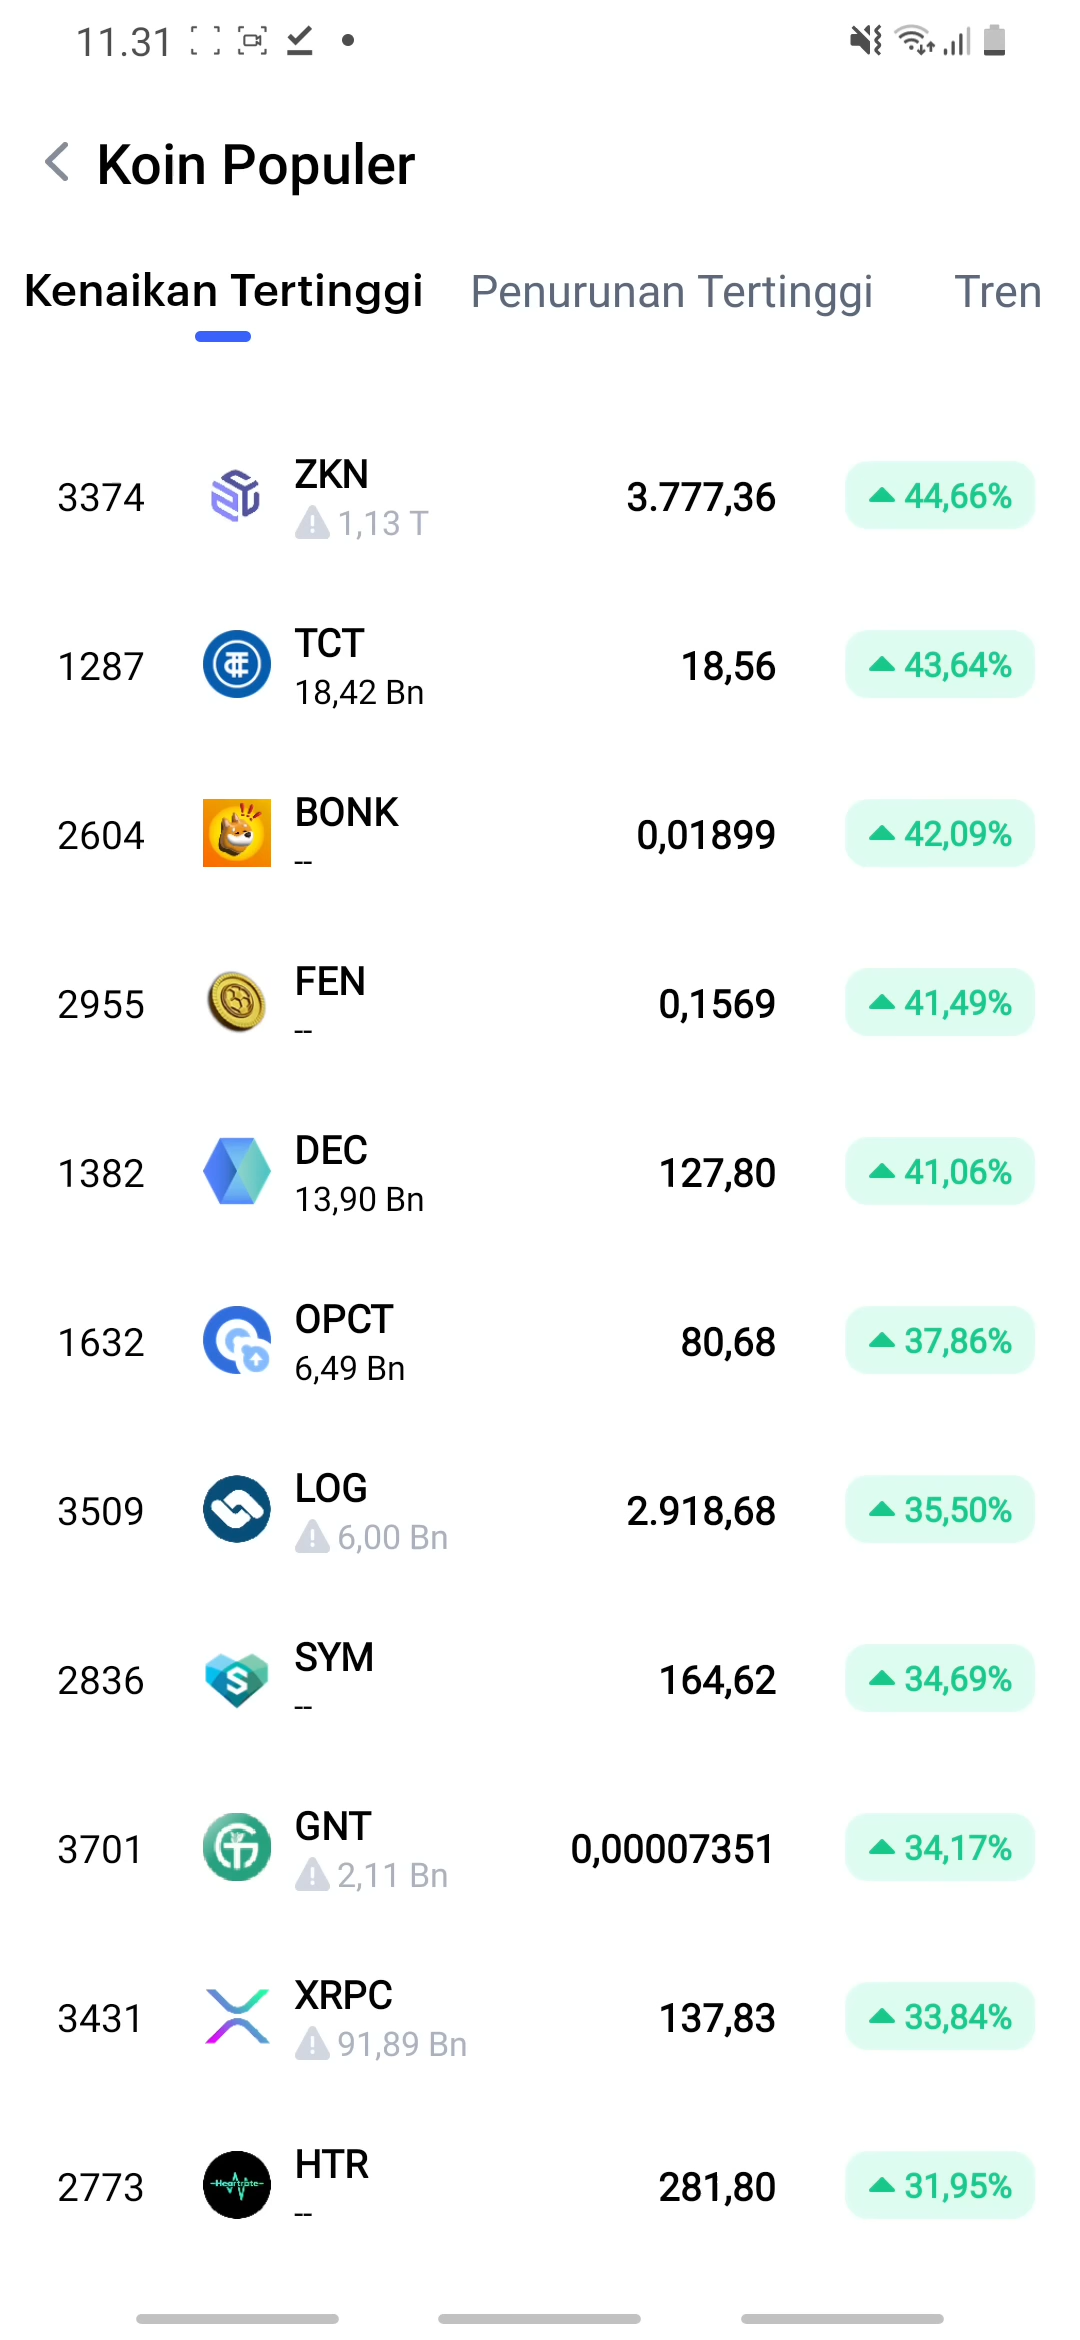 11.31
Koin Populer
Kenaikan Tertinggi Penurunan Tertinggi Tren
3374 ZKN 3.777,36 44,66%
1,13 T
1287 TCT 18,56 43,64%
18,42 Bn
2604 BONK 0,01899 42,09%
--
2955 FEN 0,1569 41,49%
--
1382 DEC 127,80 41,06%
13,90 Bn
1632 OPCT 80,68 37,86%
6,49 Bn
3509 LOG 2.918,68 35,50%
6,00 Bn
2836 SYM 164,62 34,69%
--
3701 GNT 0,00007351 34,17%
2,11 Bn
3431 XRPC 137,83 33,84%
91,89 Bn
2773 Heartrate HTR 281,80 31,95%
--